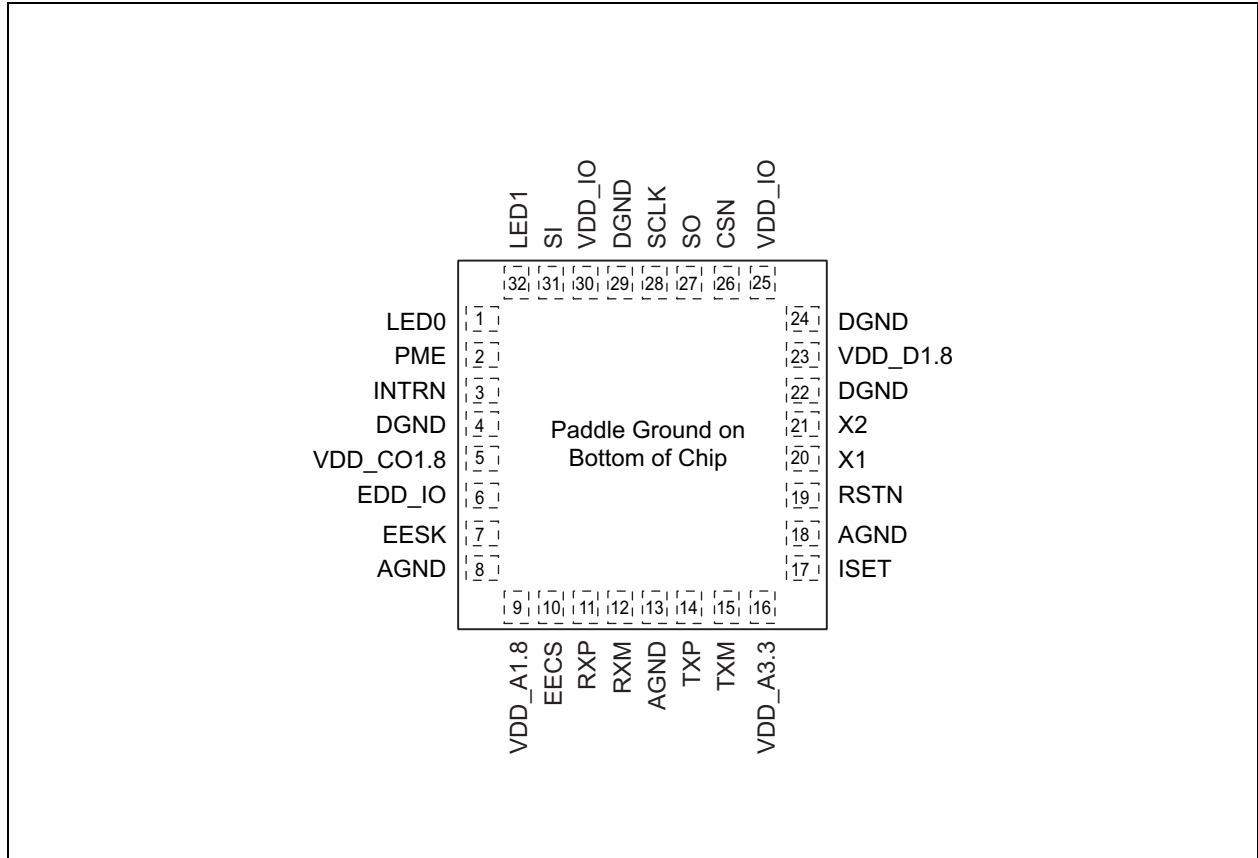 LED1
SI
VDD_IO
DGND
SCLK
SO
CSN
VDD_IO
32 31 30 29 28 27 26 25
LED0 1
PME 2
INTRN 3
DGND 4
VDD_CO1.8 5
EDD_IO 6
EESK 7
AGND 8
Paddle Ground on
Bottom of Chip
24 DGND
23 VDD_D1.8
22 DGND
21 X2
20 X1
19 RSTN
18 AGND
17 ISET
9 10 11 12 13 14 15 16
VDD_A1.8
EECS
RXP
RXM
AGND
TXP
TXM
VDD_A3.3